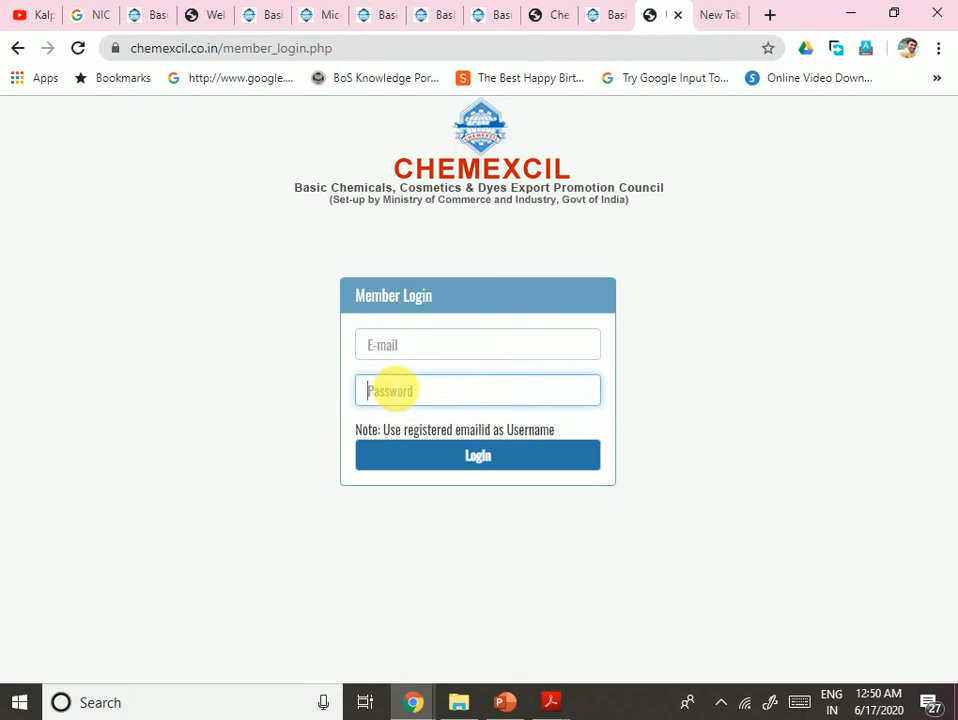 Kalp
NIC
Basi
Wel
Basi
Mic
Basi
Basi
Basi
Che
Basi
New Tab
chemexcil.co.in/member_login.php
Apps
Bookmarks
http://www.google....
BoS Knowledge Por...
The Best Happy Birt...
Try Google Input To...
Online Video Down...
»
CHEMEXCIL
CHEMEXCIL
Basic Chemicals, Cosmetics & Dyes Export Promotion Council
(Set-up by Ministry of Commerce and Industry, Govt of India)
Member Login
E-mail
Password
Note: Use registered emailid as Username
LogIn
Search
ENG
IN
12:50 AM
6/17/2020
27